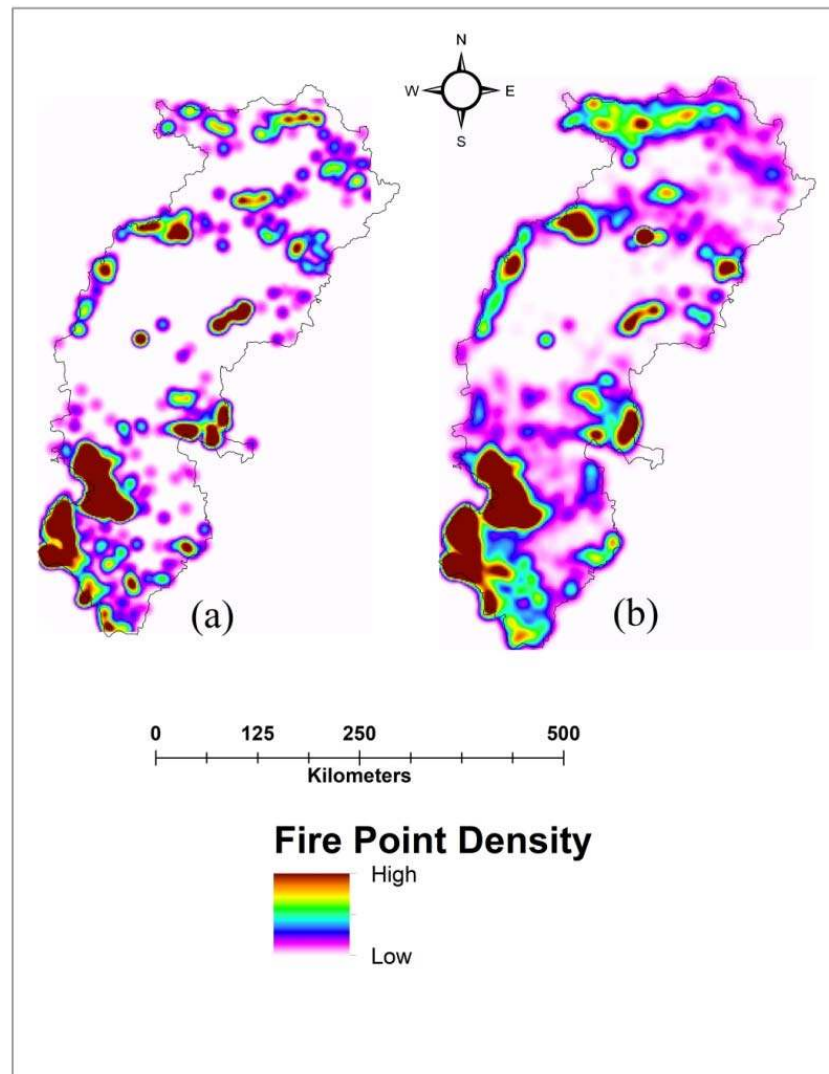 N
W E
S
(a) (b)
0 125 250 500
Kilometers
Fire Point Density
High
Low